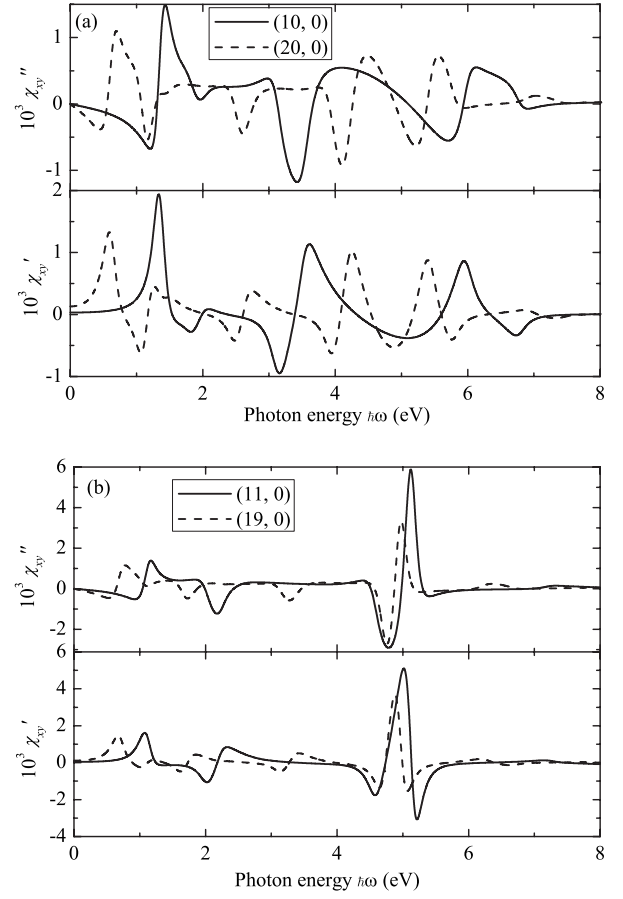 (a)
(10, 0)
(20, 0)
10³ χxy″
1
0
-1
2
10³ χxy′
1
0
-1
0 2 4 6 8
Photon energy ℏω (eV)
(b)
(11, 0)
(19, 0)
10³ χxy″
6
4
2
0
-2
6
10³ χxy′
4
2
0
-2
-4
0 2 4 6 8
Photon energy ℏω (eV)